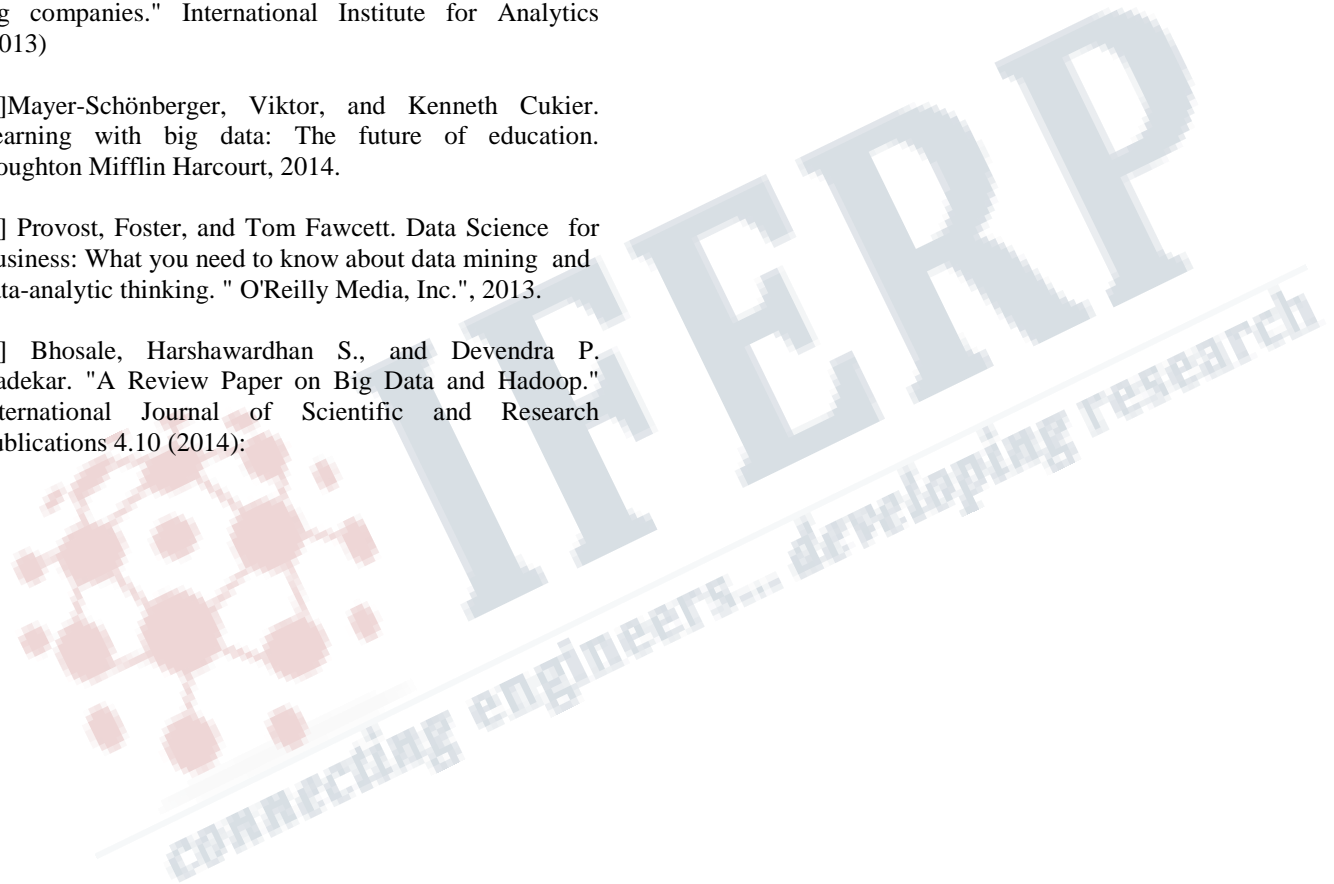 g companies." International Institute for Analytics
013)
]Mayer-Schönberger, Viktor, and Kenneth Cukier.
earning with big data: The future of education.
oughton Mifflin Harcourt, 2014.
] Provost, Foster, and Tom Fawcett. Data Science for
usiness: What you need to know about data mining and
ata-analytic thinking. " O'Reilly Media, Inc.", 2013.
] Bhosale, Harshawardhan S., and Devendra P.
adekar. "A Review Paper on Big Data and Hadoop."
ternational Journal of Scientific and Research
ublications 4.10 (2014):
IFERP
connecting engineers... developing research